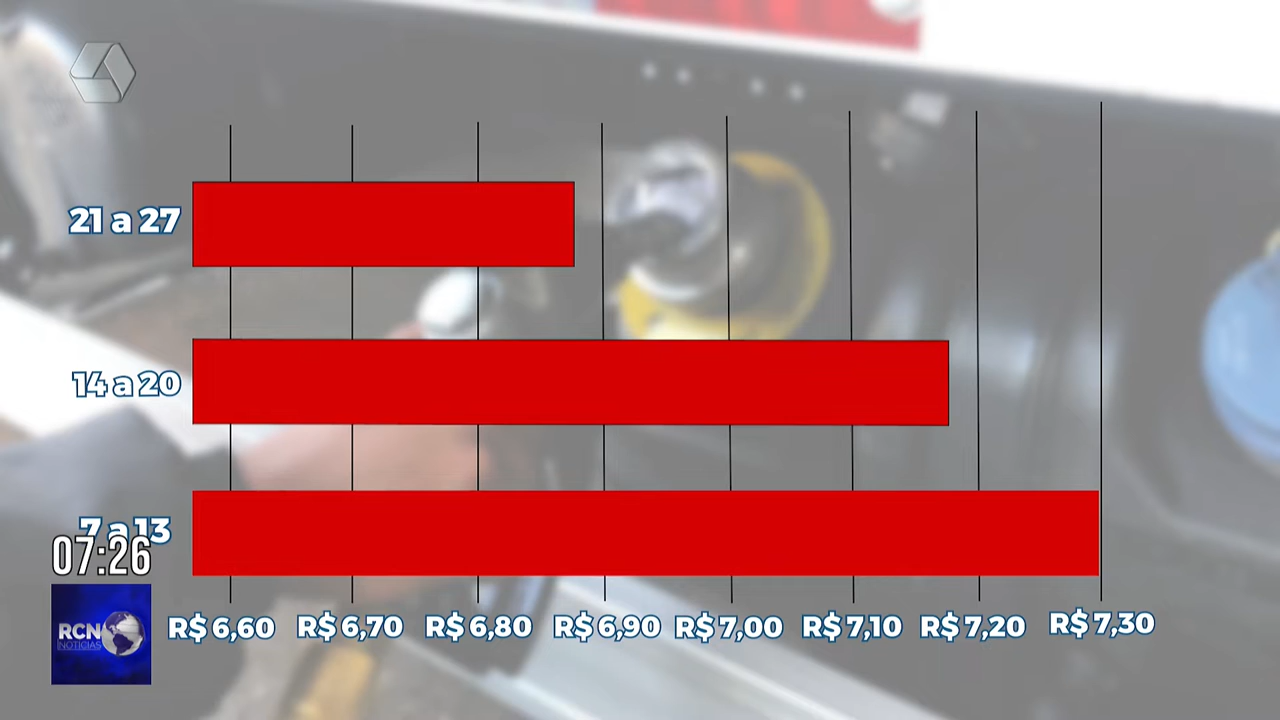 21 a 27
14 a 20
7 a 13
07:26
RCN
NOTÍCIAS
R$ 6,60 R$ 6,70 R$ 6,80 R$ 6,90 R$ 7,00 R$ 7,10 R$ 7,20 R$ 7,30